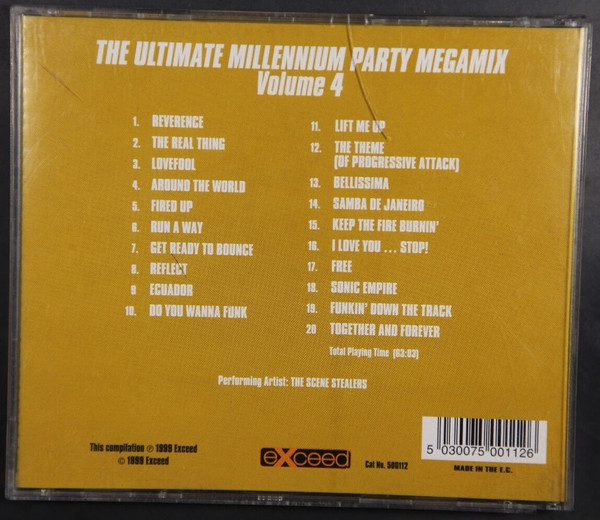 THE ULTIMATE MILLENNIUM PARTY MEGAMIX
Volume 4
1. REVERENCE
2. THE REAL THING
3. LOVEFOOL
4. AROUND THE WORLD
5. FIRED UP
6. RUN A WAY
7. GET READY TO BOUNCE
8. REFLECT
9 ECUADOR
10. DO YOU WANNA FUNK
11. LIFT ME UP
12. THE THEME
(OF PROGRESSIVE ATTACK)
13. BELLISSIMA
14. SAMBA DE JANEIRO
15. KEEP THE FIRE BURNIN'
16. I LOVE YOU ... STOP!
17. FREE
18. SONIC EMPIRE
19. FUNKIN' DOWN THE TRACK
20 TOGETHER AND FOREVER
Total Playing Time (63:03)
Performing Artist: THE SCENE STEALERS
This compilation ℗ 1999 Exceed
© 1999 Exceed
exceed
Cat No. 500112
5 030075 001126
MADE IN THE E.C.